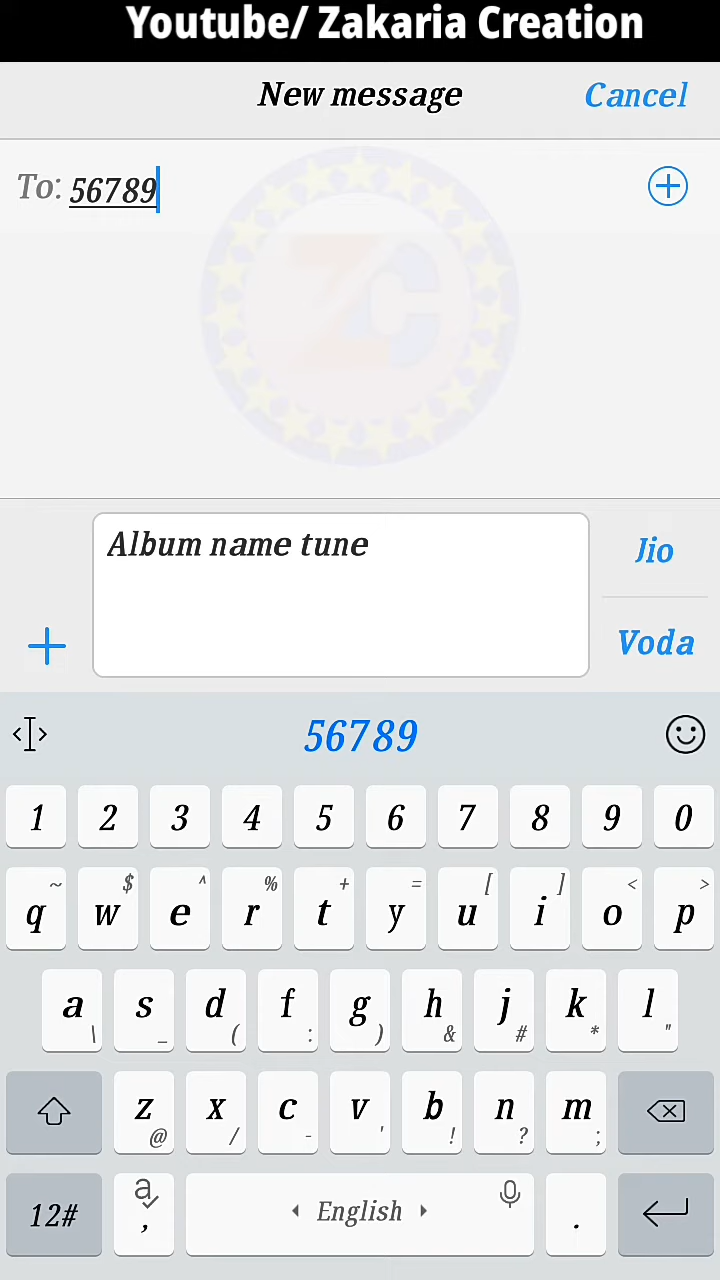 Youtube/ Zakaria Creation
New message
Cancel
To: 56789
ZC
Album name tune
Jio
Voda
56789
1 2 3 4 5 6 7 8 9 0
~ $ ^ % + = [ ] < >
q w e r t y u i o p
a s d f g h j k l
\ _ ( : ) & # * "
z x c v b n m
@ / - ' ! ? ;
12# a , English .